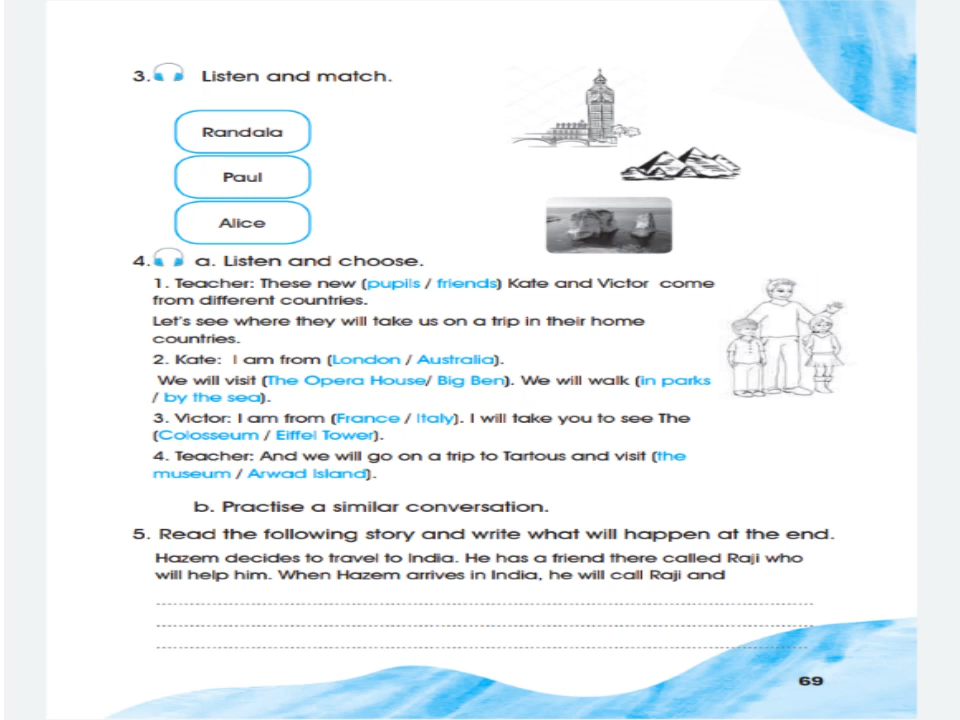 3. Listen and match.
Randala
Paul
Alice
4. a. Listen and choose.
1. Teacher: These new (pupils / friends) Kate and Victor come
from different countries.
Let's see where they will take us on a trip in their home
countries.
2. Kate: I am from (London / Australia).
We will visit (The Opera House/ Big Ben). We will walk (in parks
/ by the sea).
3. Victor: I am from (France / Italy). I will take you to see The
(Colosseum / Eiffel Tower).
4. Teacher: And we will go on a trip to Tartous and visit (the
museum / Arwad Island).
b. Practise a similar conversation.
5. Read the following story and write what will happen at the end.
Hazem decides to travel to India. He has a friend there called Raji who
will help him. When Hazem arrives in India, he will call Raji and
69